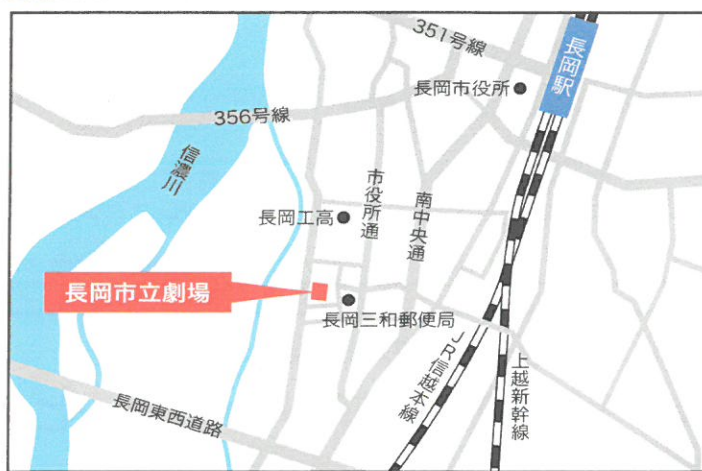 351号線
長岡駅
長岡市役所
356号線
信濃川
市役所通
南中央通
長岡工高
長岡市立劇場
長岡三和郵便局
JR信越本線
上越新幹線
長岡東西道路